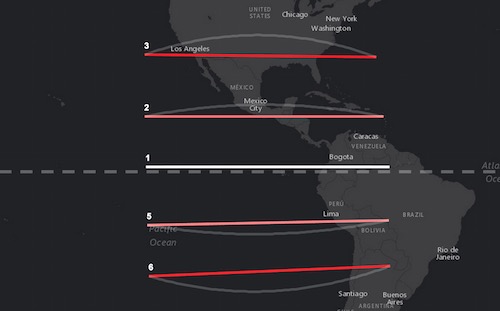 UNITED
STATES
Chicago
New York
Washington
3
Los Angeles
MÉXICO
2
Mexico
City
Caracas
VENEZUELA
1
Bogota
Atla
Oce
PERÚ
5
Lima
BRAZIL
Pacific
Ocean
BOLIVIA
Rio de
Janeiro
6
Santiago
Buenos
Aires
ARGENTINA